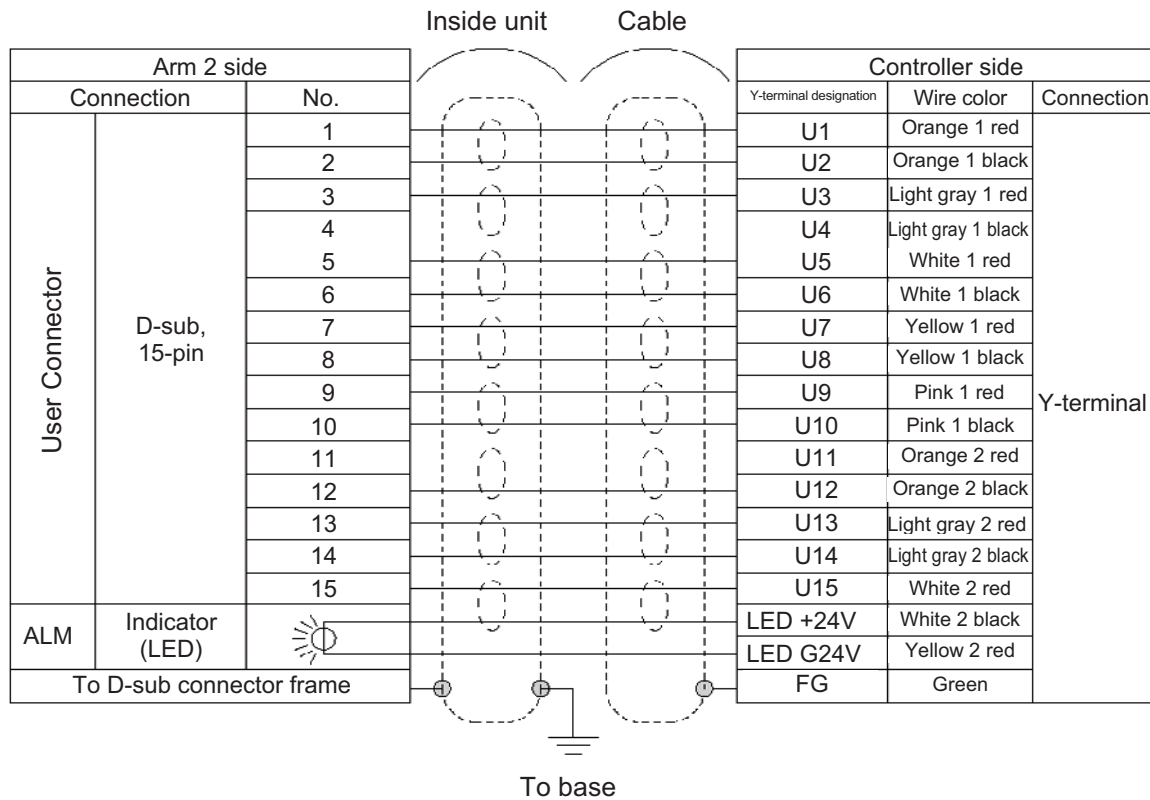 Inside unit Cable
Arm 2 side Controller side
Connection No. Y-terminal designation Wire color Connection
1 U1 Orange 1 red
2 U2 Orange 1 black
3 U3 Light gray 1 red
4 U4 Light gray 1 black
5 U5 White 1 red
6 U6 White 1 black
User Connector
D-sub,
15-pin
7 U7 Yellow 1 red
8 U8 Yellow 1 black
9 U9 Pink 1 red
Y-terminal
10 U10 Pink 1 black
11 U11 Orange 2 red
12 U12 Orange 2 black
13 U13 Light gray 2 red
14 U14 Light gray 2 black
15 U15 White 2 red
ALM
Indicator
(LED)
LED +24V White 2 black
LED G24V Yellow 2 red
To D-sub connector frame FG Green
To base